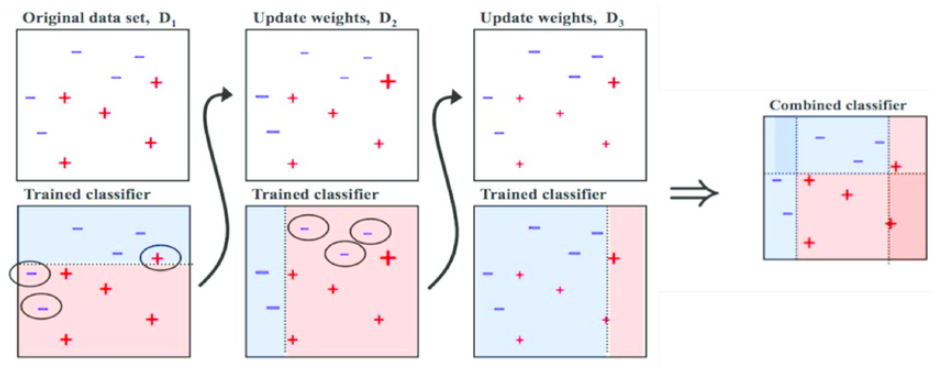 Original data set, D₁
Update weights, D₂
Update weights, D₃
Combined classifier
Trained classifier
Trained classifier
Trained classifier